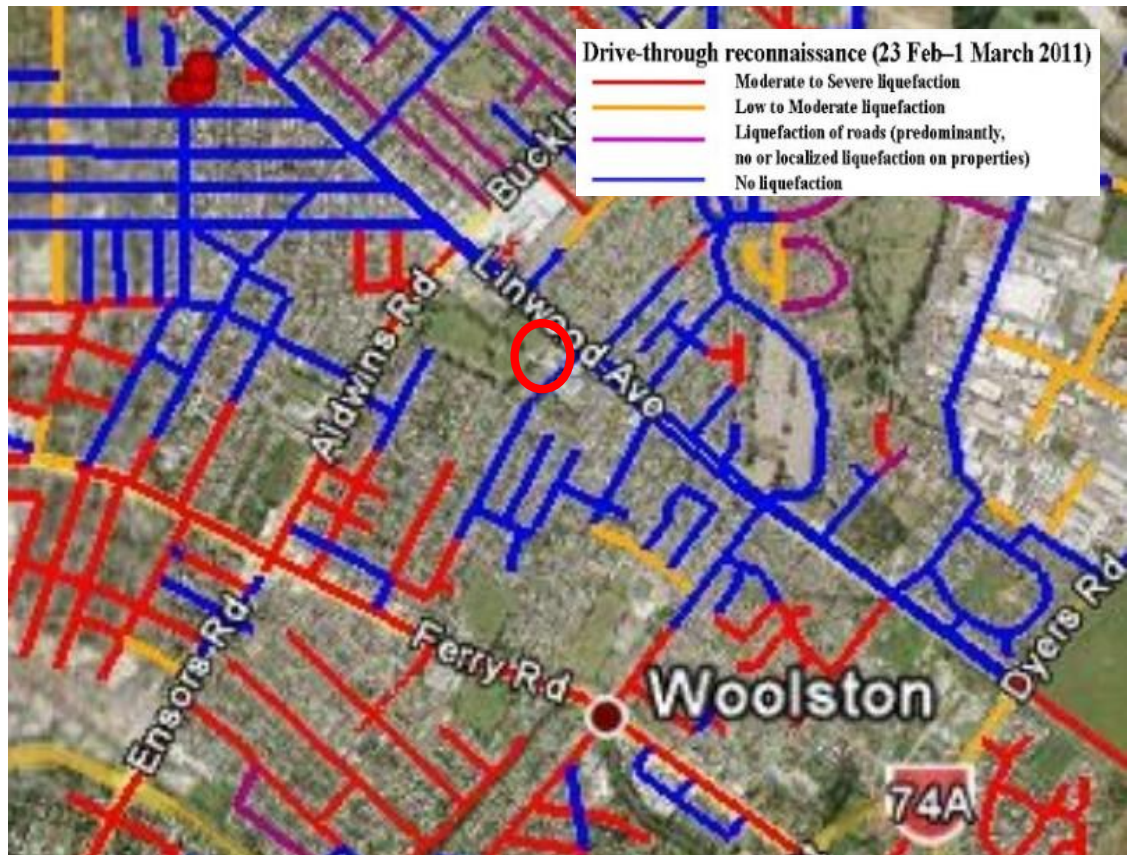 Drive-through reconnaissance (23 Feb–1 March 2011)
Moderate to Severe liquefaction
Low to Moderate liquefaction
Liquefaction of roads (predominantly,
no or localized liquefaction on properties)
No liquefaction
Linwood Ave
Aldwins Rd
Ensors Rd
Ferry Rd
Woolston
Dyers Rd
74A